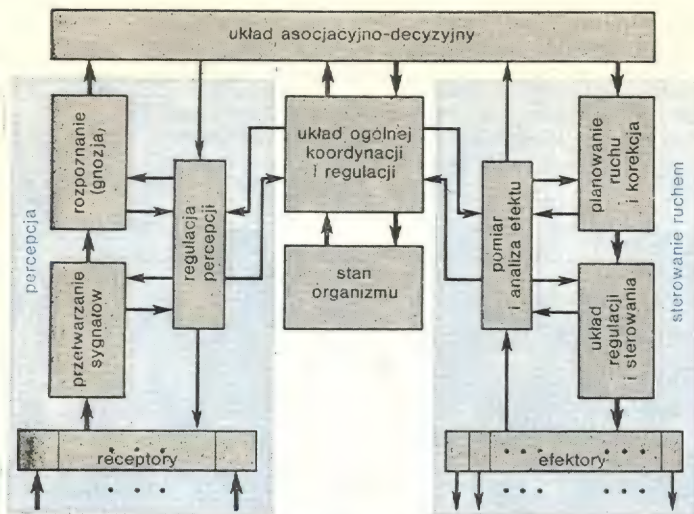 układ asocjacyjno-decyzyjny
percepcja
rozpoznanie
(gnozja,
przetwarzanie
sygnałow
regulacja
percepcji
układ ogólnej
koordynacji
i regulacji
stan
organizmu
pomiar
i analiza efektu
planowanie
ruchu
i korekcja
układ
regulacji
i sterowania
sterowanie ruchem
receptory
efektory